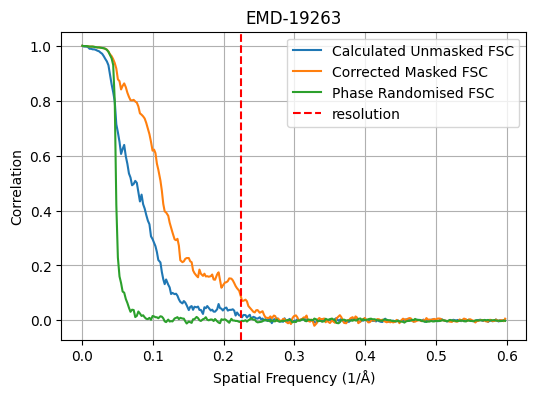 EMD-19263
1.0
0.8
0.6
0.4
0.2
0.0
Correlation
Calculated Unmasked FSC
Corrected Masked FSC
Phase Randomised FSC
resolution
0.0 0.1 0.2 0.3 0.4 0.5 0.6
Spatial Frequency (1/Å)